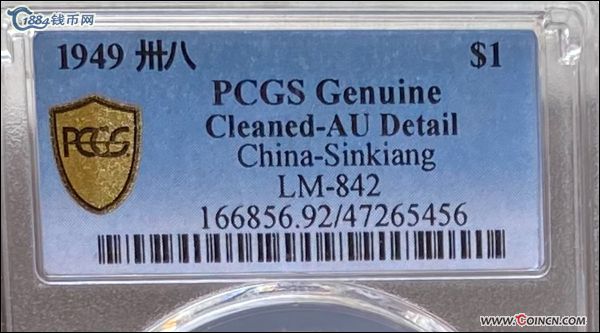 1884钱币网
1949 卅八 $1
PCGS Genuine
PCGS
Cleaned-AU Detail
China-Sinkiang
LM-842
166856.92/47265456
www.COINCN.com